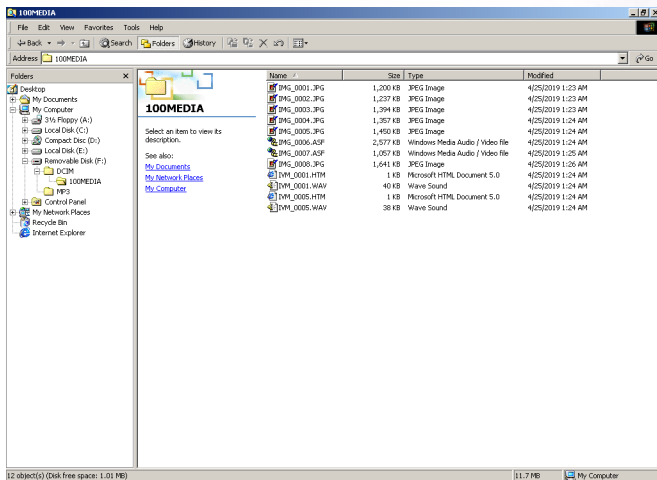 100MEDIA
File Edit View Favorites Tools Help
Back Search Folders History
Address 100MEDIA Go
Folders
Desktop
My Documents
My Computer
3½ Floppy (A:)
Local Disk (C:)
Compact Disc (D:)
Local Disk (E:)
Removable Disk (F:)
DCIM
100MEDIA
MP3
Control Panel
My Network Places
Recycle Bin
Internet Explorer
100MEDIA
Select an item to view its
description.
See also:
My Documents
My Network Places
My Computer
Name Size Type Modified
IMG_0001.JPG 1,200 KB JPEG Image 4/25/2019 1:23 AM
IMG_0002.JPG 1,237 KB JPEG Image 4/25/2019 1:23 AM
IMG_0003.JPG 1,394 KB JPEG Image 4/25/2019 1:23 AM
IMG_0004.JPG 1,357 KB JPEG Image 4/25/2019 1:24 AM
IMG_0005.JPG 1,450 KB JPEG Image 4/25/2019 1:24 AM
IMG_0006.ASF 2,577 KB Windows Media Audio / Video file 4/25/2019 1:24 AM
IMG_0007.ASF 1,057 KB Windows Media Audio / Video file 4/25/2019 1:25 AM
IMG_0008.JPG 1,641 KB JPEG Image 4/25/2019 1:26 AM
IVM_0001.HTM 1 KB Microsoft HTML Document 5.0 4/25/2019 1:24 AM
IVM_0001.WAV 40 KB Wave Sound 4/25/2019 1:24 AM
IVM_0005.HTM 1 KB Microsoft HTML Document 5.0 4/25/2019 1:24 AM
IVM_0005.WAV 38 KB Wave Sound 4/25/2019 1:24 AM
12 object(s) (Disk free space: 1.01 MB) 11.7 MB My Computer